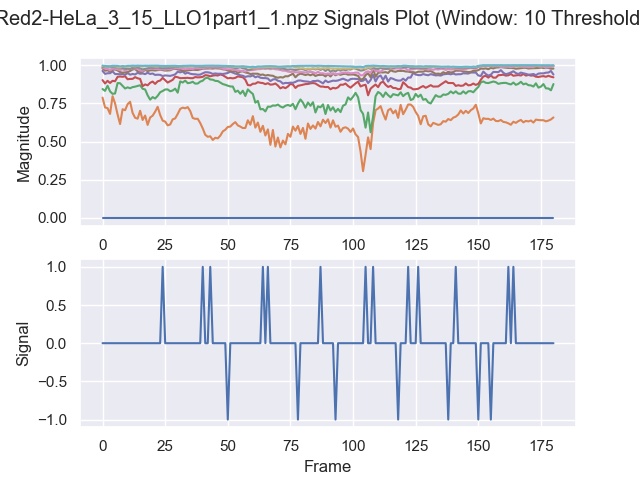 Red2-HeLa_3_15_LLO1part1_1.npz Signals Plot (Window: 10 Threshold
1.00
0.75
0.50
0.25
0.00
Magnitude
0 25 50 75 100 125 150 175
1.0
0.5
0.0
−0.5
−1.0
Signal
0 25 50 75 100 125 150 175
Frame